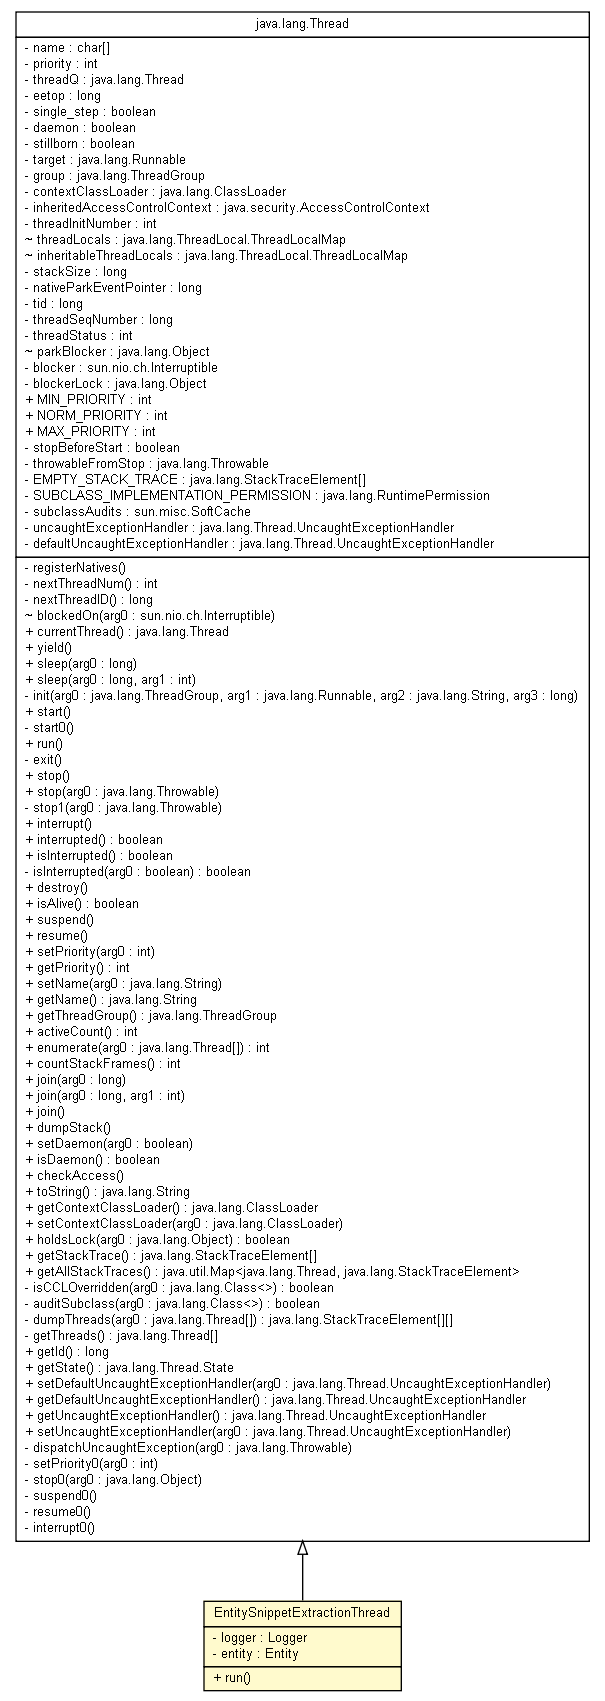 java.lang.Thread
- name : char[]
- priority : int
- threadQ : java.lang.Thread
- eetop : long
- single_step : boolean
- daemon : boolean
- stillborn : boolean
- target : java.lang.Runnable
- group : java.lang.ThreadGroup
- contextClassLoader : java.lang.ClassLoader
- inheritedAccessControlContext : java.security.AccessControlContext
- threadInitNumber : int
~ threadLocals : java.lang.ThreadLocal.ThreadLocalMap
~ inheritableThreadLocals : java.lang.ThreadLocal.ThreadLocalMap
- stackSize : long
- nativeParkEventPointer : long
- tid : long
- threadSeqNumber : long
- threadStatus : int
~ parkBlocker : java.lang.Object
- blocker : sun.nio.ch.Interruptible
- blockerLock : java.lang.Object
+ MIN_PRIORITY : int
+ NORM_PRIORITY : int
+ MAX_PRIORITY : int
- stopBeforeStart : boolean
- throwableFromStop : java.lang.Throwable
- EMPTY_STACK_TRACE : java.lang.StackTraceElement[]
- SUBCLASS_IMPLEMENTATION_PERMISSION : java.lang.RuntimePermission
- subclassAudits : sun.misc.SoftCache
- uncaughtExceptionHandler : java.lang.Thread.UncaughtExceptionHandler
- defaultUncaughtExceptionHandler : java.lang.Thread.UncaughtExceptionHandler
- registerNatives()
- nextThreadNum() : int
- nextThreadID() : long
~ blockedOn(arg0 : sun.nio.ch.Interruptible)
+ currentThread() : java.lang.Thread
+ yield()
+ sleep(arg0 : long)
+ sleep(arg0 : long, arg1 : int)
- init(arg0 : java.lang.ThreadGroup, arg1 : java.lang.Runnable, arg2 : java.lang.String, arg3 : long)
+ start()
- start0()
+ run()
- exit()
+ stop()
+ stop(arg0 : java.lang.Throwable)
- stop1(arg0 : java.lang.Throwable)
+ interrupt()
+ interrupted() : boolean
+ isInterrupted() : boolean
- isInterrupted(arg0 : boolean) : boolean
+ destroy()
+ isAlive() : boolean
+ suspend()
+ resume()
+ setPriority(arg0 : int)
+ getPriority() : int
+ setName(arg0 : java.lang.String)
+ getName() : java.lang.String
+ getThreadGroup() : java.lang.ThreadGroup
+ activeCount() : int
+ enumerate(arg0 : java.lang.Thread[]) : int
+ countStackFrames() : int
+ join(arg0 : long)
+ join(arg0 : long, arg1 : int)
+ join()
+ dumpStack()
+ setDaemon(arg0 : boolean)
+ isDaemon() : boolean
+ checkAccess()
+ toString() : java.lang.String
+ getContextClassLoader() : java.lang.ClassLoader
+ setContextClassLoader(arg0 : java.lang.ClassLoader)
+ holdsLock(arg0 : java.lang.Object) : boolean
+ getStackTrace() : java.lang.StackTraceElement[]
+ getAllStackTraces() : java.util.Map<java.lang.Thread, java.lang.StackTraceElement>
- isCCLOverridden(arg0 : java.lang.Class<>) : boolean
- auditSubclass(arg0 : java.lang.Class<>) : boolean
- dumpThreads(arg0 : java.lang.Thread[]) : java.lang.StackTraceElement[][]
- getThreads() : java.lang.Thread[]
+ getId() : long
+ getState() : java.lang.Thread.State
+ setDefaultUncaughtExceptionHandler(arg0 : java.lang.Thread.UncaughtExceptionHandler)
+ getDefaultUncaughtExceptionHandler() : java.lang.Thread.UncaughtExceptionHandler
+ getUncaughtExceptionHandler() : java.lang.Thread.UncaughtExceptionHandler
+ setUncaughtExceptionHandler(arg0 : java.lang.Thread.UncaughtExceptionHandler)
- dispatchUncaughtException(arg0 : java.lang.Throwable)
- setPriority0(arg0 : int)
- stop0(arg0 : java.lang.Object)
- suspend0()
- resume0()
- interrupt0()
EntitySnippetExtractionThread
- logger : Logger
- entity : Entity
+ run()